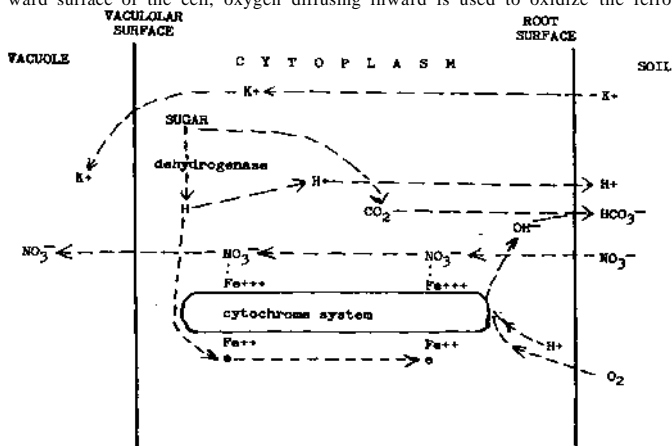 ward surface of the cell, oxygen diffusing inward is used to oxidize the ferro
VACULOLAR SURFACE
ROOT SURFACE
VACUOLE
C Y T O P L A S M
SOIL
K+
K+
SUGAR
dehydrogenase
K+
H+
H+
H
CO2
HCO3-
OH-
NO3-
NO3-
NO3-
NO3-
Fe+++
Fe+++
cytochrome system
Fe++
Fe++
H+
e
e
O2